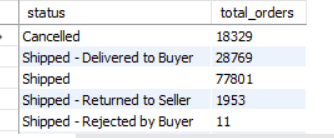 status total_orders
Cancelled 18329
Shipped - Delivered to Buyer 28769
Shipped 77801
Shipped - Returned to Seller 1953
Shipped - Rejected by Buyer 11